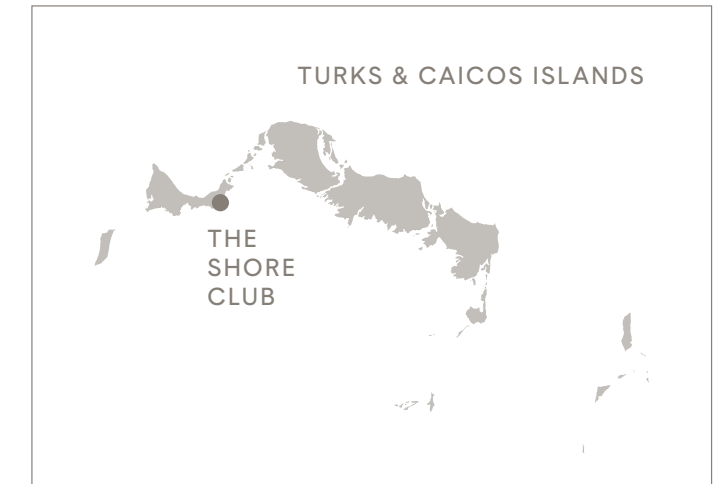 TURKS & CAICOS ISLANDS
THE
SHORE
CLUB